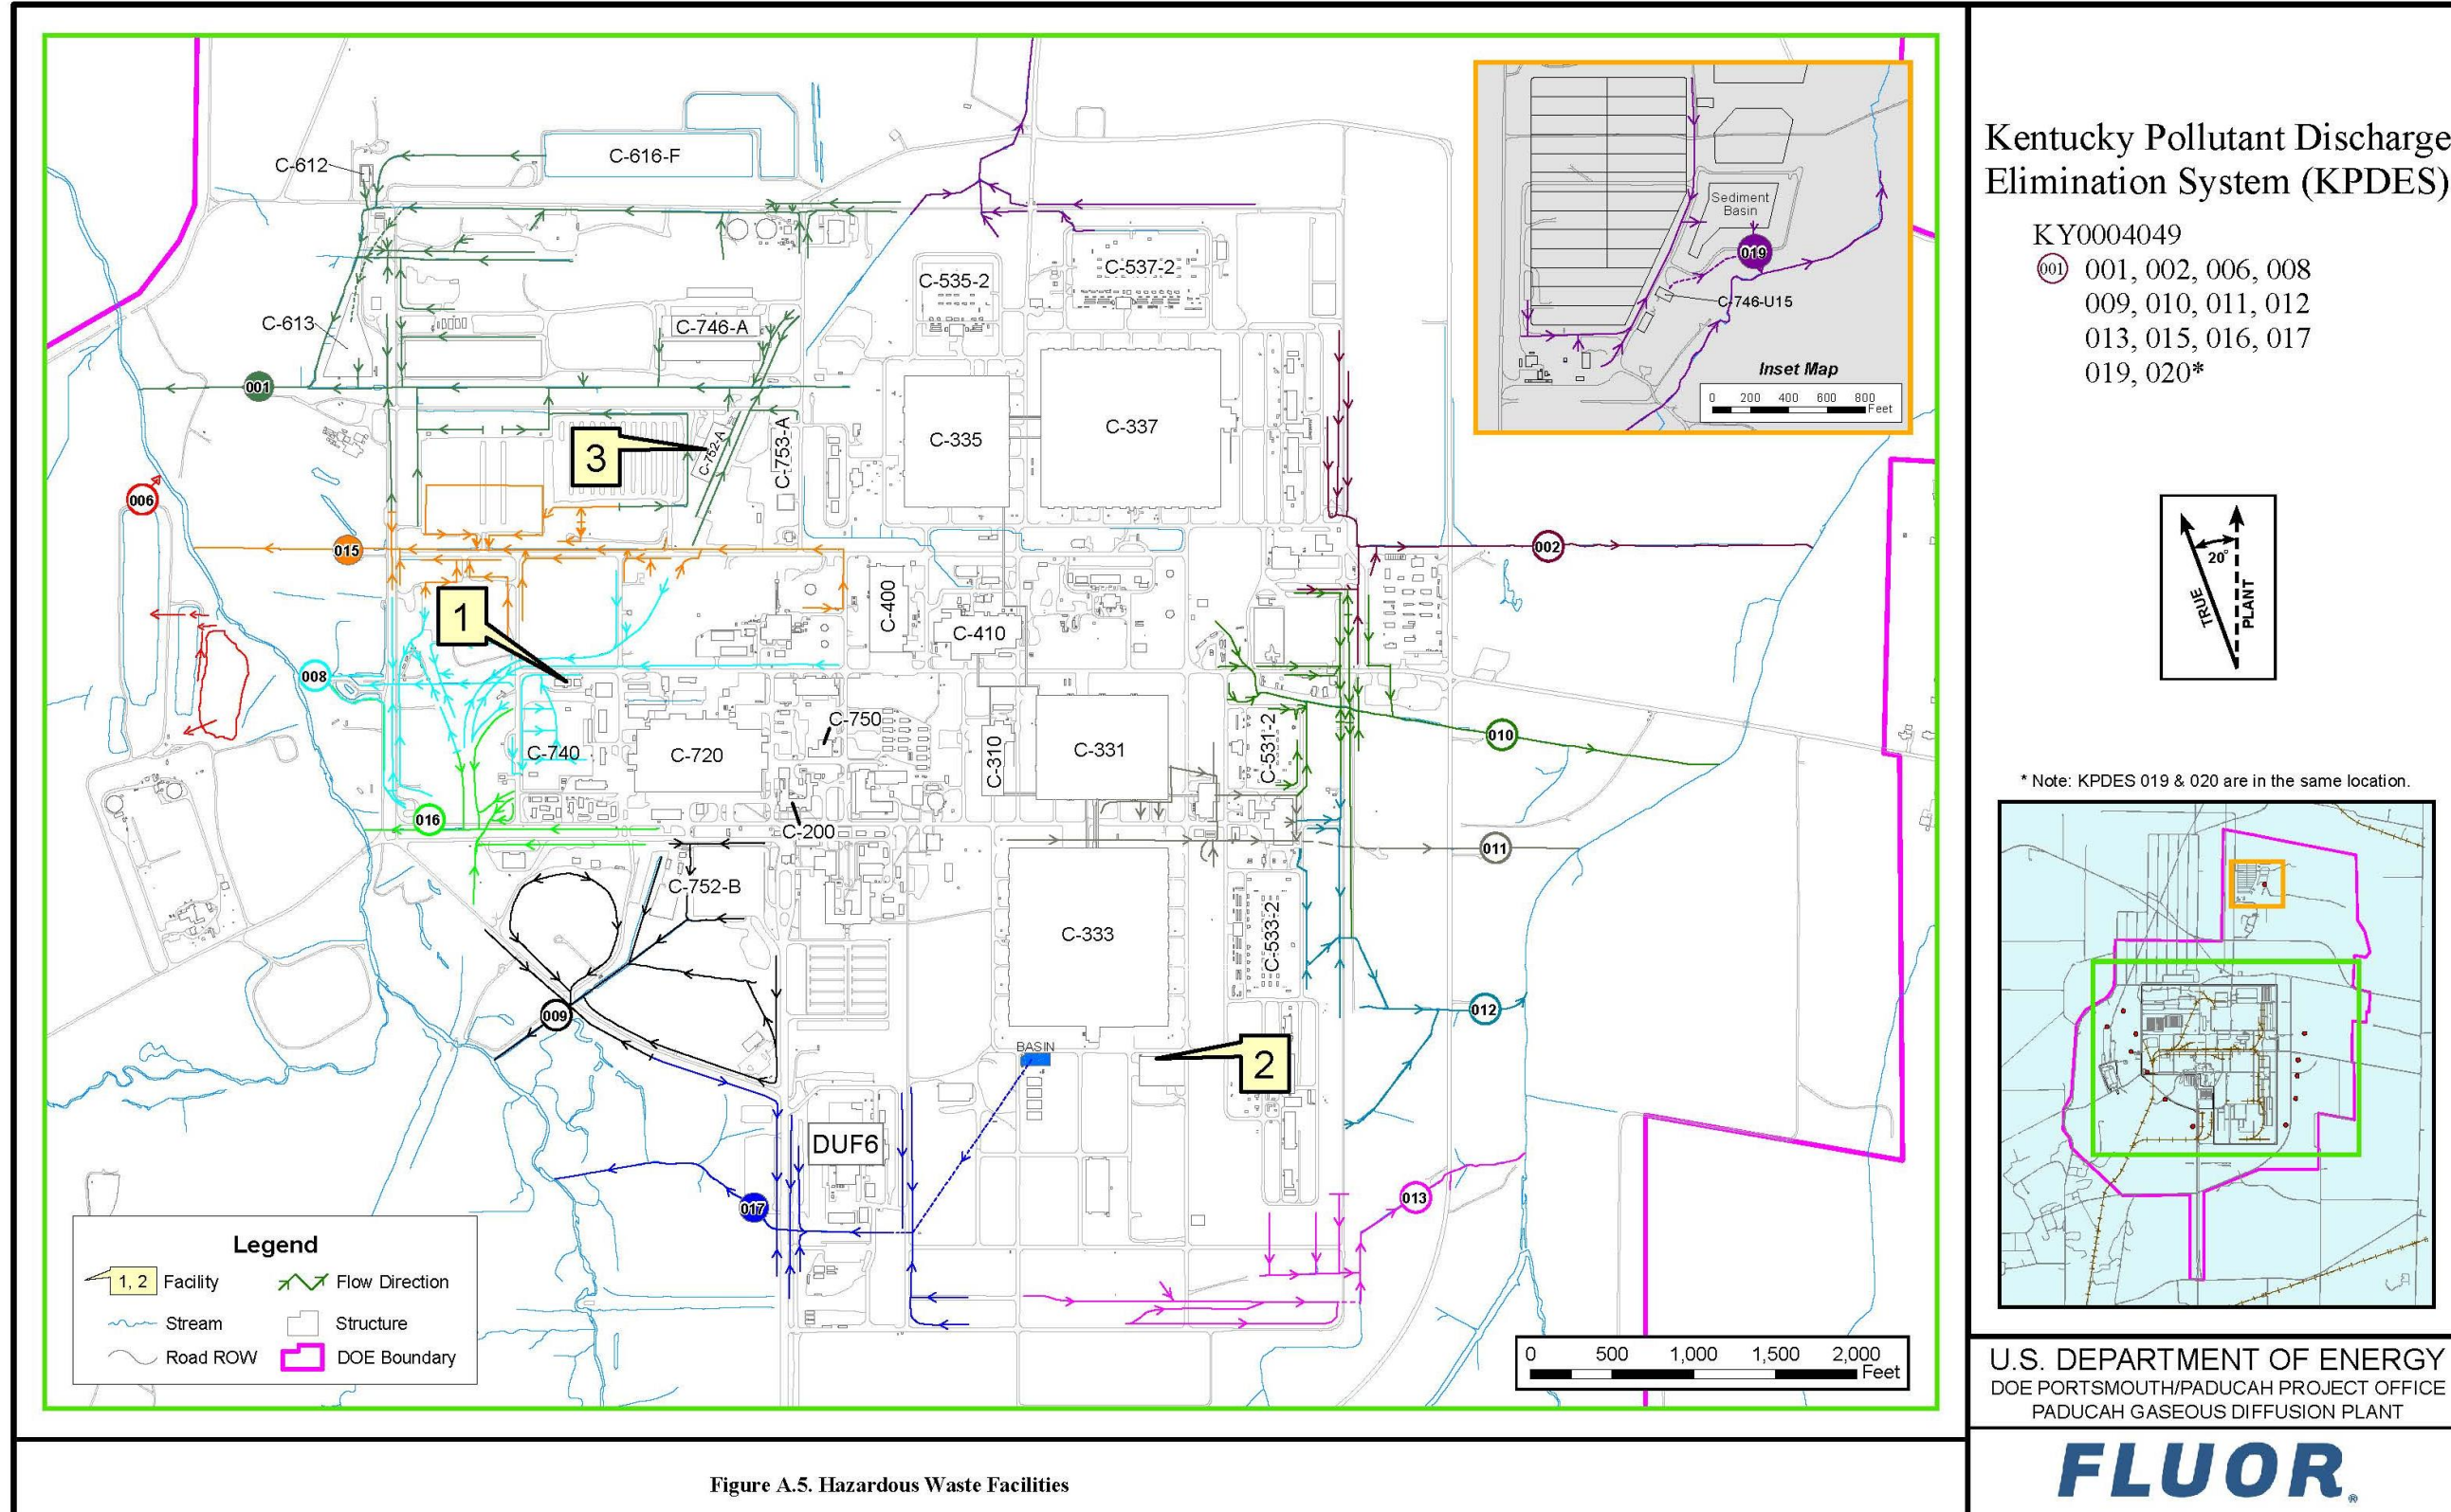 C-612
C-616-F
C-613
C-746-A
C-535-2
C-537-2
001
3
C-752-A
C-753-A
C-335
C-337
006
015
002
1
C-400
C-410
008
C-740
C-720
C-750
C-310
C-331
C-531-2
010
016
C-200
011
C-752-B
C-333
C-533-2
009
012
BASIN
2
DUF6
017
013
Sediment
Basin
019
C-746-U15
Inset Map
0 200 400 600 800
Feet
Legend
1, 2 Facility
Flow Direction
Stream
Structure
Road ROW
DOE Boundary
0 500 1,000 1,500 2,000
Feet
Figure A.5. Hazardous Waste Facilities
Kentucky Pollutant Discharge
Elimination System (KPDES)
KY0004049
001 001, 002, 006, 008
009, 010, 011, 012
013, 015, 016, 017
019, 020*
20°
TRUE
PLANT
* Note: KPDES 019 & 020 are in the same location.
U.S. DEPARTMENT OF ENERGY
DOE PORTSMOUTH/PADUCAH PROJECT OFFICE
PADUCAH GASEOUS DIFFUSION PLANT
FLUOR®